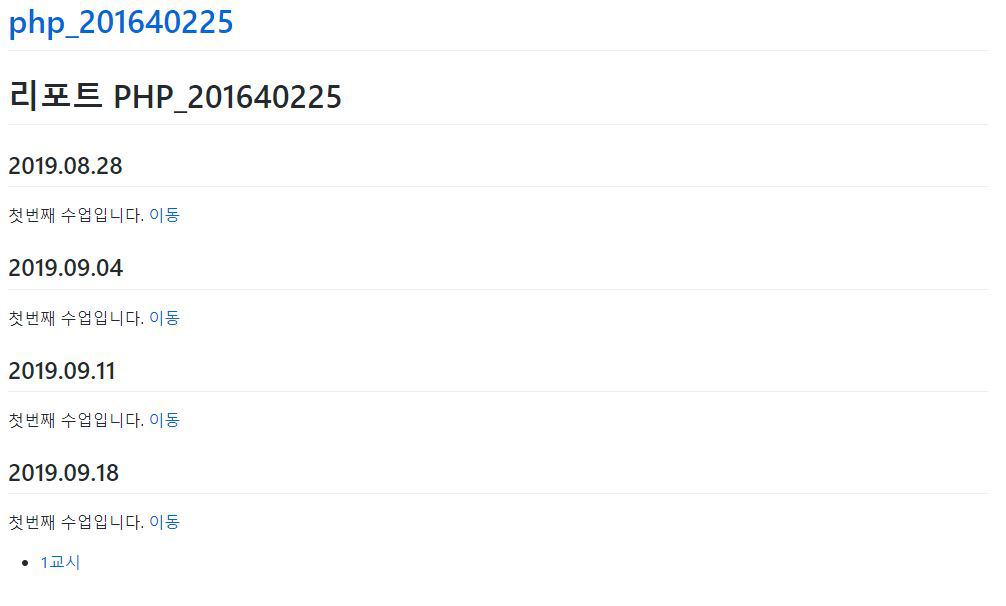 php_201640225
리포트 PHP_201640225
2019.08.28
첫번째 수업입니다. 이동
2019.09.04
첫번째 수업입니다. 이동
2019.09.11
첫번째 수업입니다. 이동
2019.09.18
첫번째 수업입니다. 이동
• 1교시